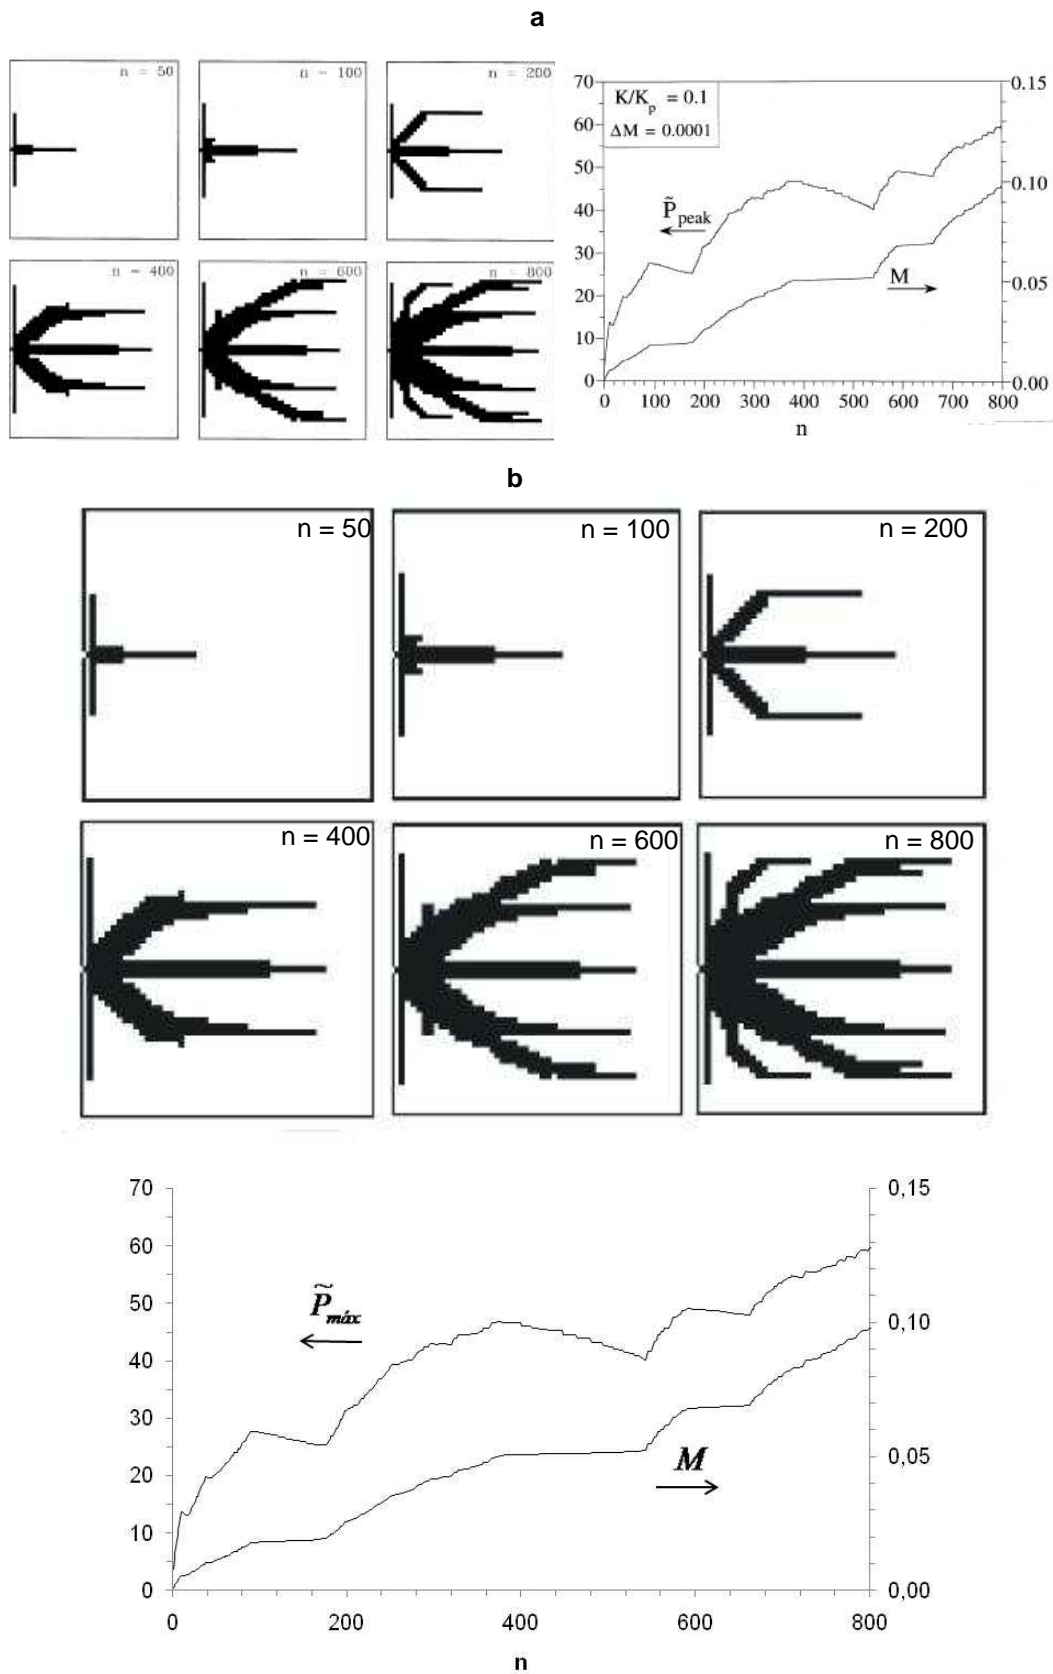 a
n = 50
n = 100
n = 200
n = 400
n = 600
n = 800
70
60
50
40
30
20
10
0
K/Kp = 0.1
ΔM = 0.0001
P̃peak
M
0.15
0.10
0.05
0.00
0 100 200 300 400 500 600 700 800
n
b
n = 50
n = 100
n = 200
n = 400
n = 600
n = 800
70
60
50
40
30
20
10
0
P̃máx
M
0,15
0,10
0,05
0,00
0 200 400 600 800
n